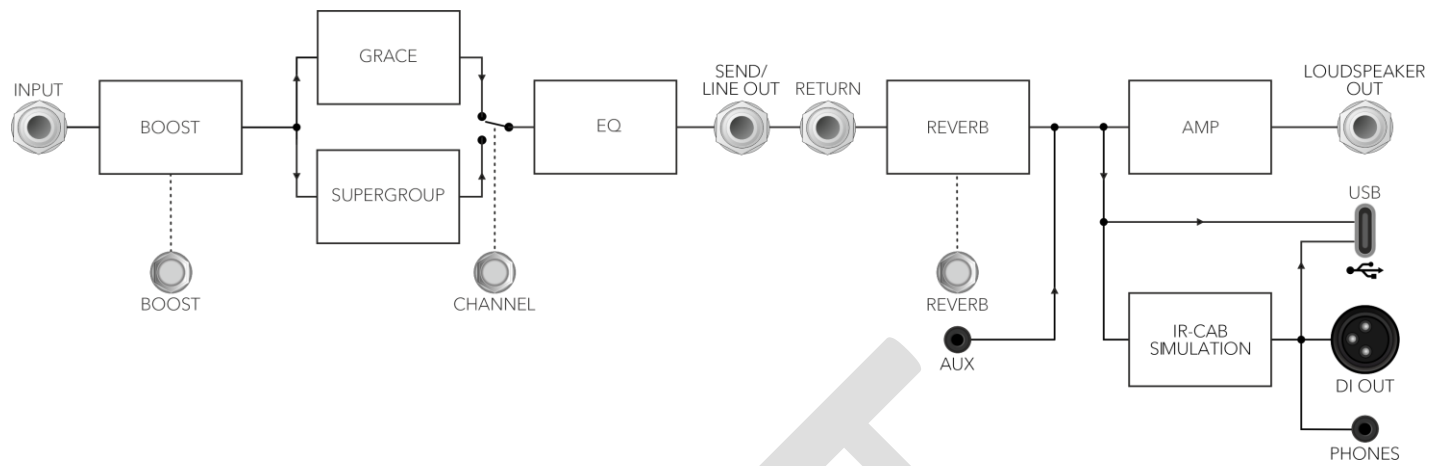 INPUT
BOOST
BOOST
GRACE
SUPERGROUP
CHANNEL
EQ
SEND/
LINE OUT
RETURN
REVERB
REVERB
AUX
AMP
LOUDSPEAKER
OUT
USB
IR-CAB
SIMULATION
DI OUT
PHONES